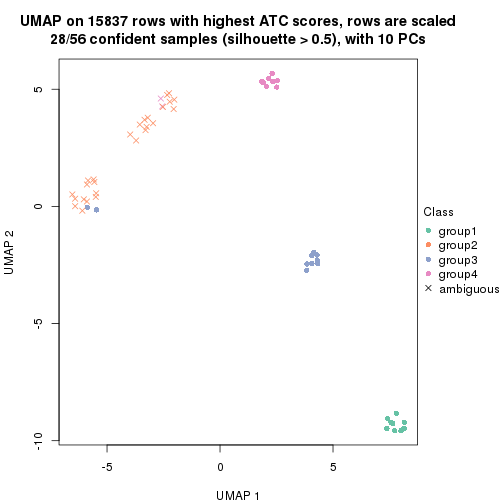 UMAP on 15837 rows with highest ATC scores, rows are scaled
28/56 confident samples (silhouette > 0.5), with 10 PCs
5
0
-5
-10
UMAP 2
-5
0
5
UMAP 1
Class
group1
group2
group3
group4
ambiguous